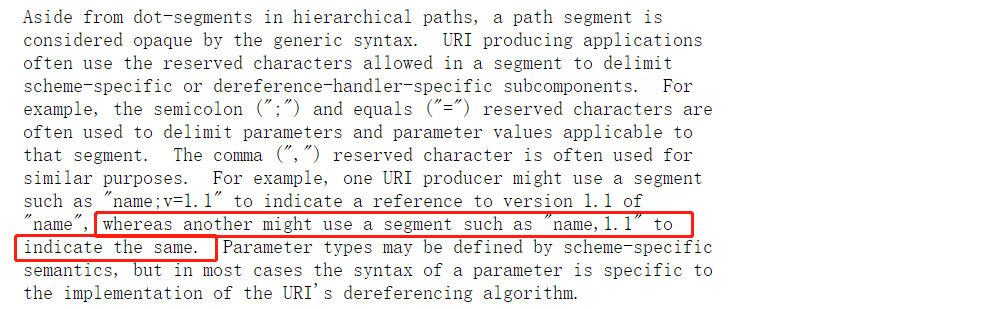 Aside from dot-segments in hierarchical paths, a path segment is
considered opaque by the generic syntax.  URI producing applications
often use the reserved characters allowed in a segment to delimit
scheme-specific or dereference-handler-specific subcomponents.  For
example, the semicolon (";") and equals ("=") reserved characters are
often used to delimit parameters and parameter values applicable to
that segment.  The comma (",") reserved character is often used for
similar purposes.  For example, one URI producer might use a segment
such as "name;v=1.1" to indicate a reference to version 1.1 of
"name", whereas another might use a segment such as "name,1.1" to
indicate the same.  Parameter types may be defined by scheme-specific
semantics, but in most cases the syntax of a parameter is specific to
the implementation of the URI's dereferencing algorithm.